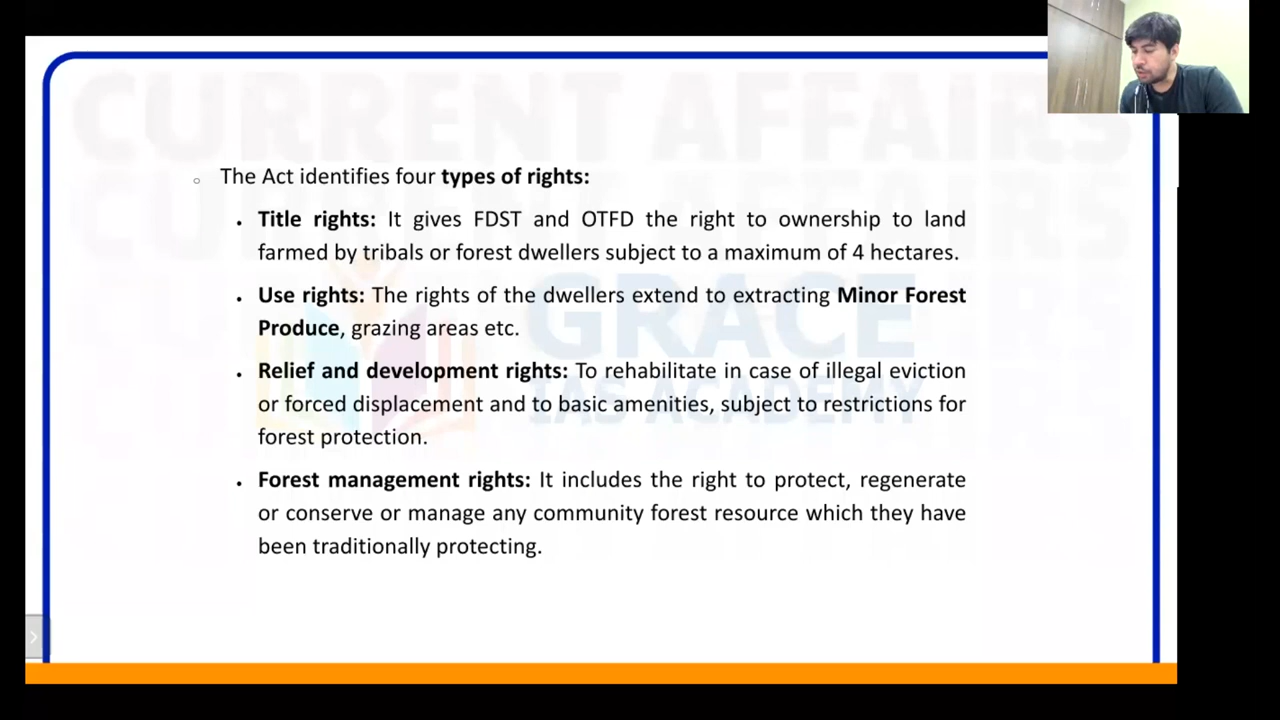 CURRENT AFFAIRS
CURRENT AFFAIRS
The Act identifies four types of rights:
Title rights: It gives FDST and OTFD the right to ownership to land
farmed by tribals or forest dwellers subject to a maximum of 4 hectares.
Use rights: The rights of the dwellers extend to extracting Minor Forest
Produce, grazing areas etc.
GRACE
IAS ACADEMY
Relief and development rights: To rehabilitate in case of illegal eviction
or forced displacement and to basic amenities, subject to restrictions for
forest protection.
Forest management rights: It includes the right to protect, regenerate
or conserve or manage any community forest resource which they have
been traditionally protecting.